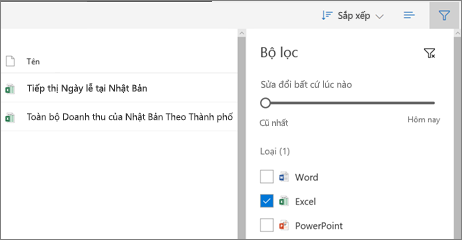 Sắp xếp
Tên
Tiếp thị Ngày lễ tại Nhật Bản
Toàn bộ Doanh thu của Nhật Bản Theo Thành phố
Bộ lọc
Sửa đổi bất cứ lúc nào
Cũ nhất
Hôm nay
Loại (1)
Word
Excel
PowerPoint